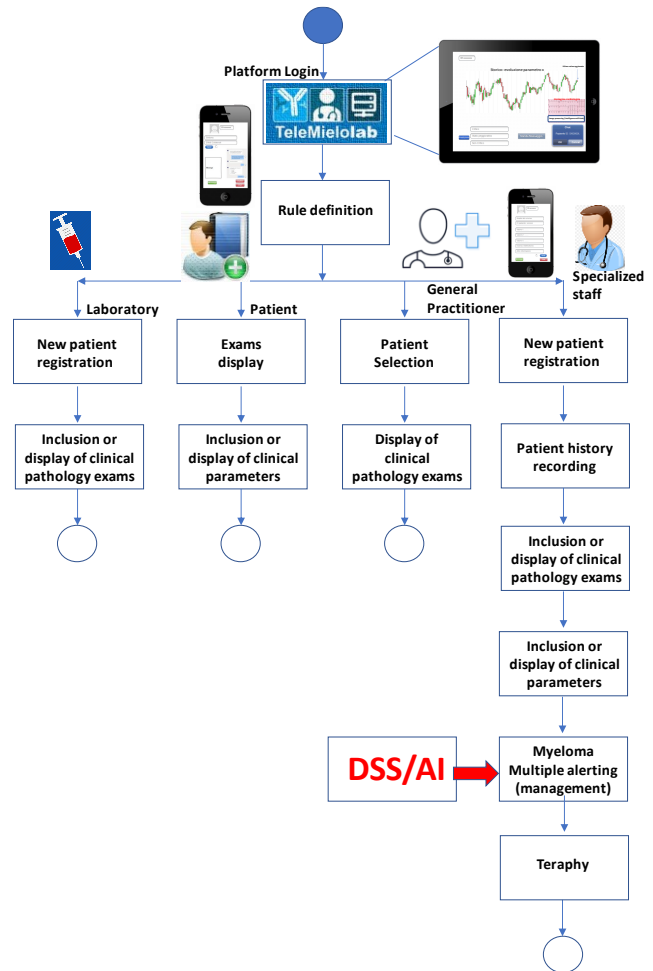 Platform Login
TeleMielolab
Rule definition
Laboratory
Patient
General
Practitioner
Specialized
staff
New patient
registration
Exams
display
Patient
Selection
New patient
registration
Inclusion or
display of clinical
pathology exams
Inclusion or
display of clinical
parameters
Display of
clinical
pathology exams
Patient history
recording
Inclusion or
display of clinical
pathology exams
Inclusion or
display of clinical
parameters
DSS/AI
Myeloma
Multiple alerting
(management)
Teraphy